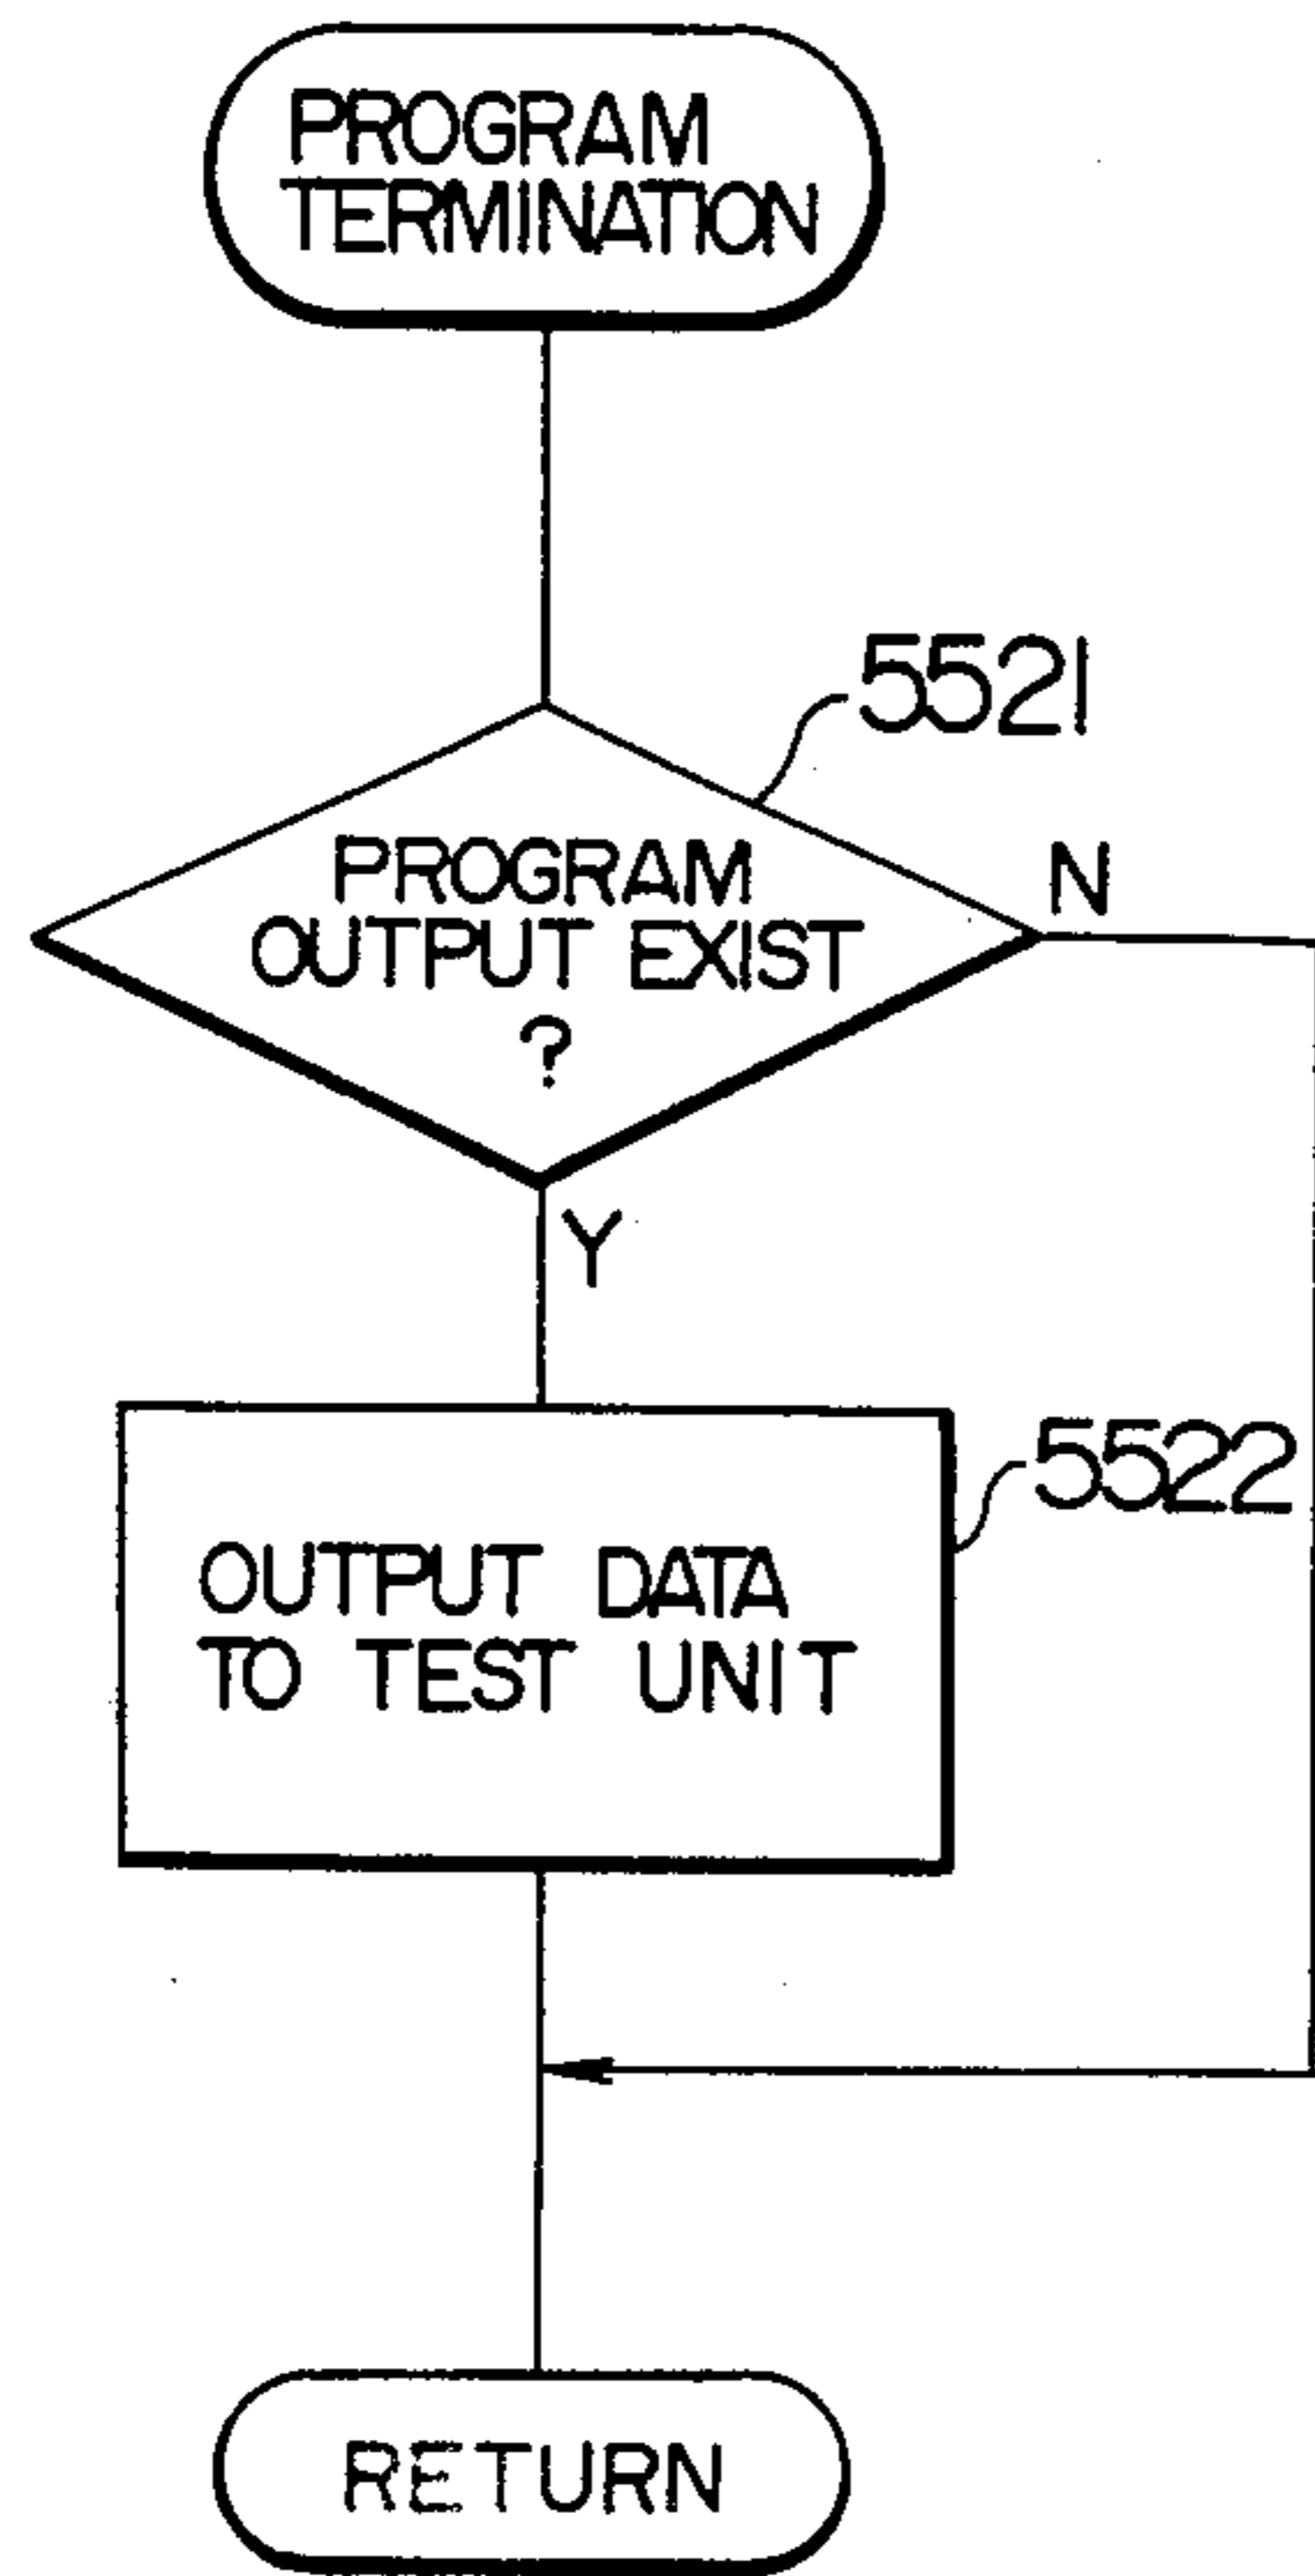 PROGRAM
TERMINATION
5521
PROGRAM
OUTPUT EXIST
?
N
Y
5522
OUTPUT DATA
TO TEST UNIT
RETURN